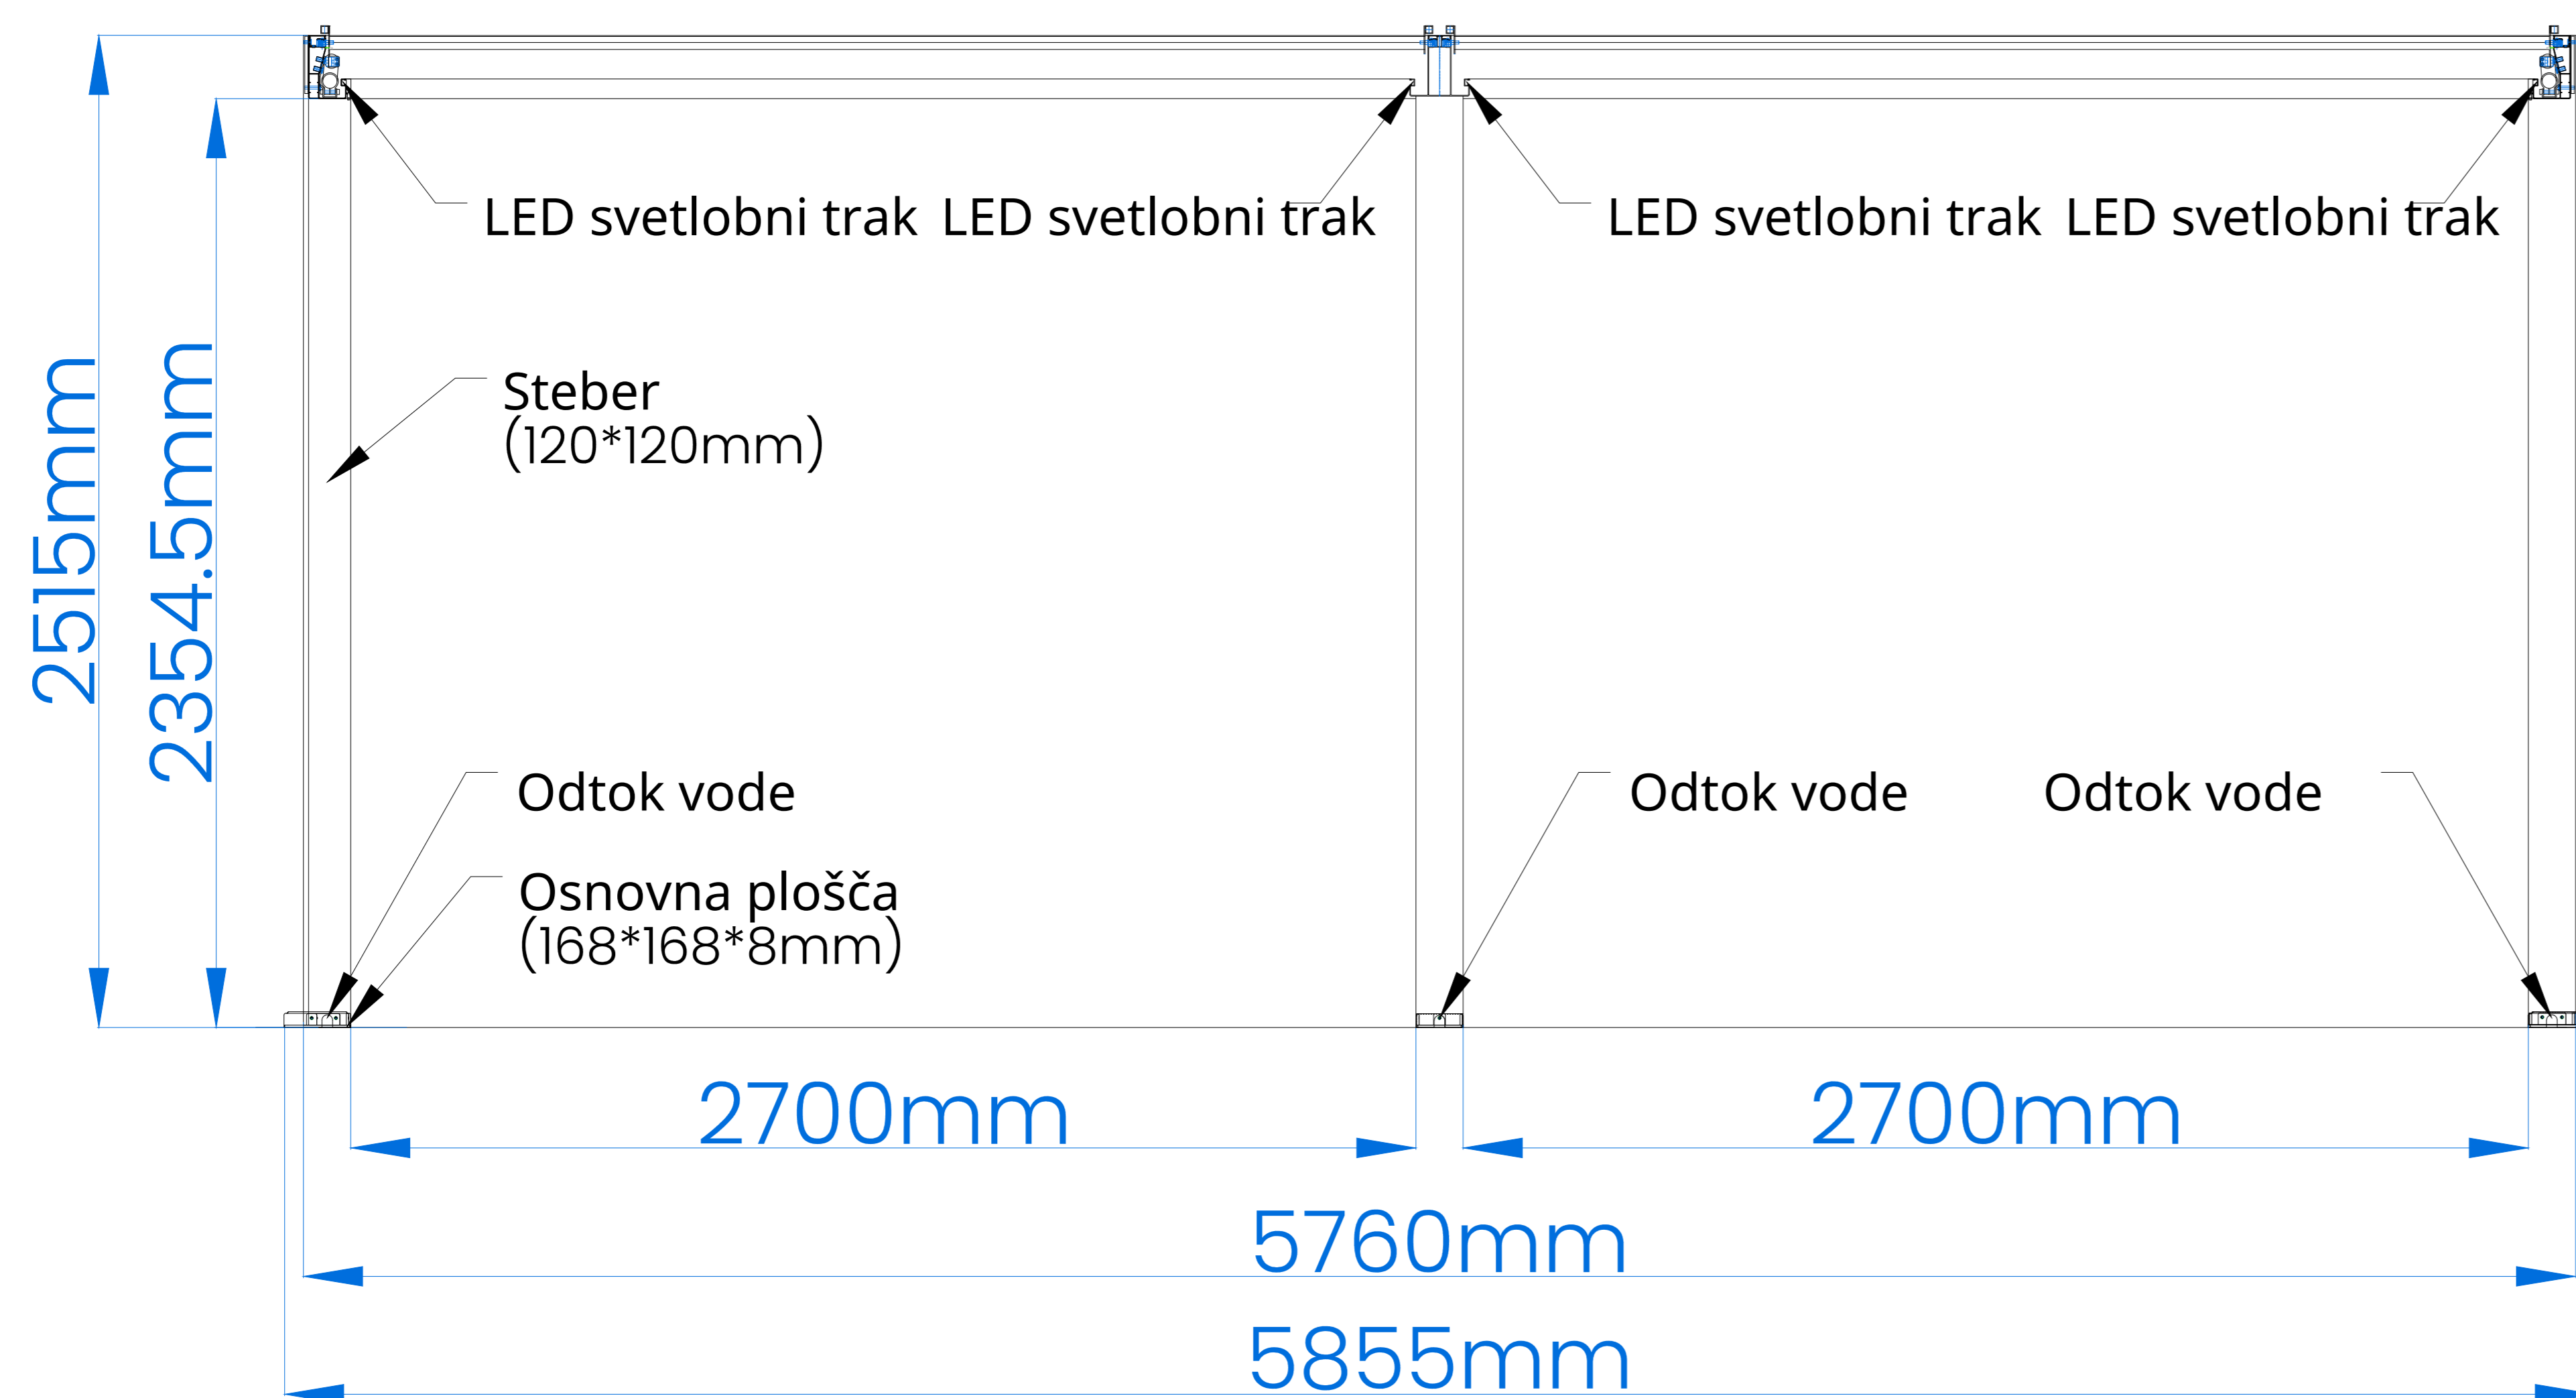 LED svetlobni trak
LED svetlobni trak
LED svetlobni trak
LED svetlobni trak
2515mm
2354.5mm
Steber
(120*120mm)
Odtok vode
Odtok vode
Odtok vode
Osnovna plošča
(168*168*8mm)
2700mm
2700mm
5760mm
5855mm